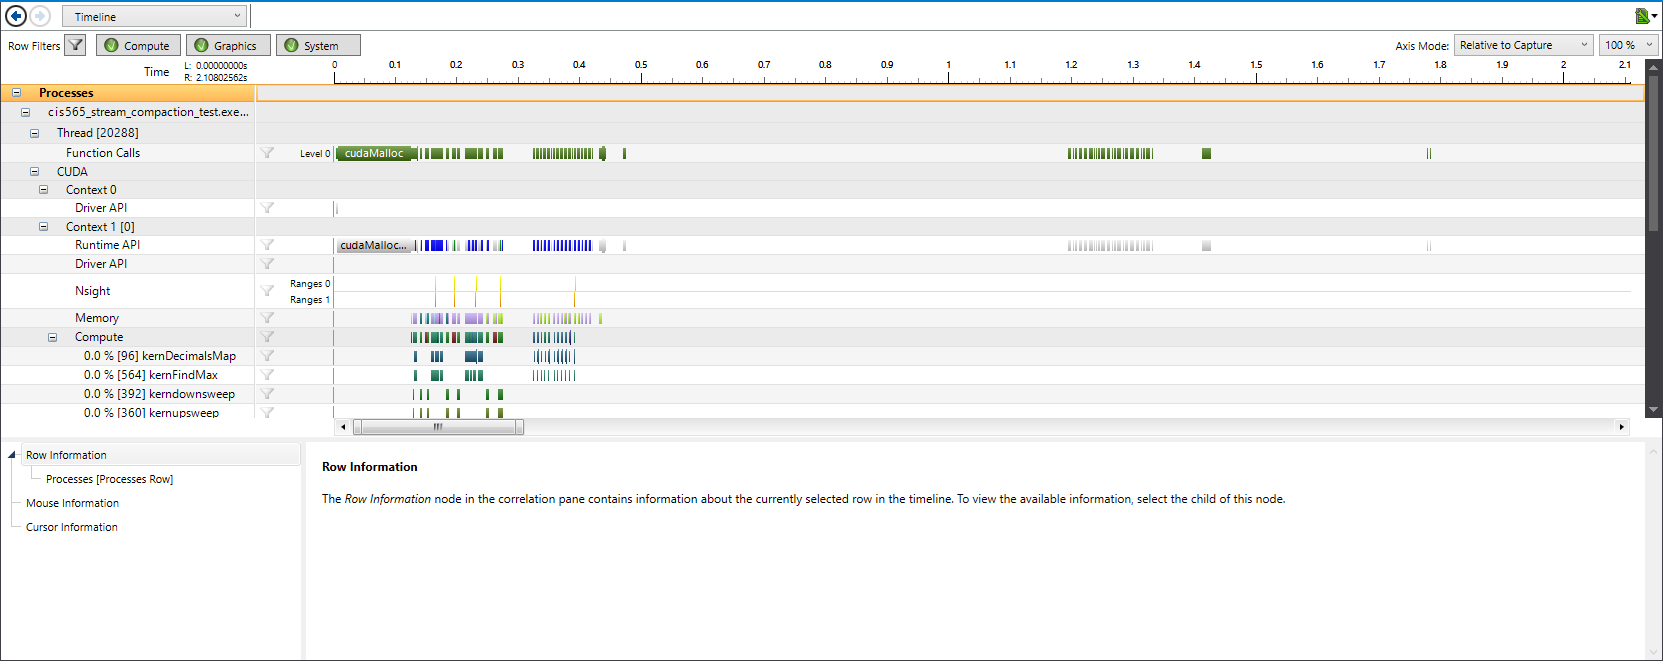 Timeline
Row Filters Compute Graphics System Axis Mode: Relative to Capture 100 %
Time L: 0.00000000s 0 0.1 0.2 0.3 0.4 0.5 0.6 0.7 0.8 0.9 1 1.1 1.2 1.3 1.4 1.5 1.6 1.7 1.8 1.9 2 2.1
R: 2.10802562s
Processes
cis565_stream_compaction_test.exe...
Thread [20288]
Function Calls Level 0 cudaMalloc
CUDA
Context 0
Driver API
Context 1 [0]
Runtime API cudaMalloc...
Driver API
Nsight Ranges 0
Ranges 1
Memory
Compute
0.0 % [96] kernDecimalsMap
0.0 % [564] kernFindMax
0.0 % [392] kerndownsweep
0.0 % [360] kernupsweep
Row Information
Processes [Processes Row]
Mouse Information
Cursor Information
Row Information
The Row Information node in the correlation pane contains information about the currently selected row in the timeline. To view the available information, select the child of this node.